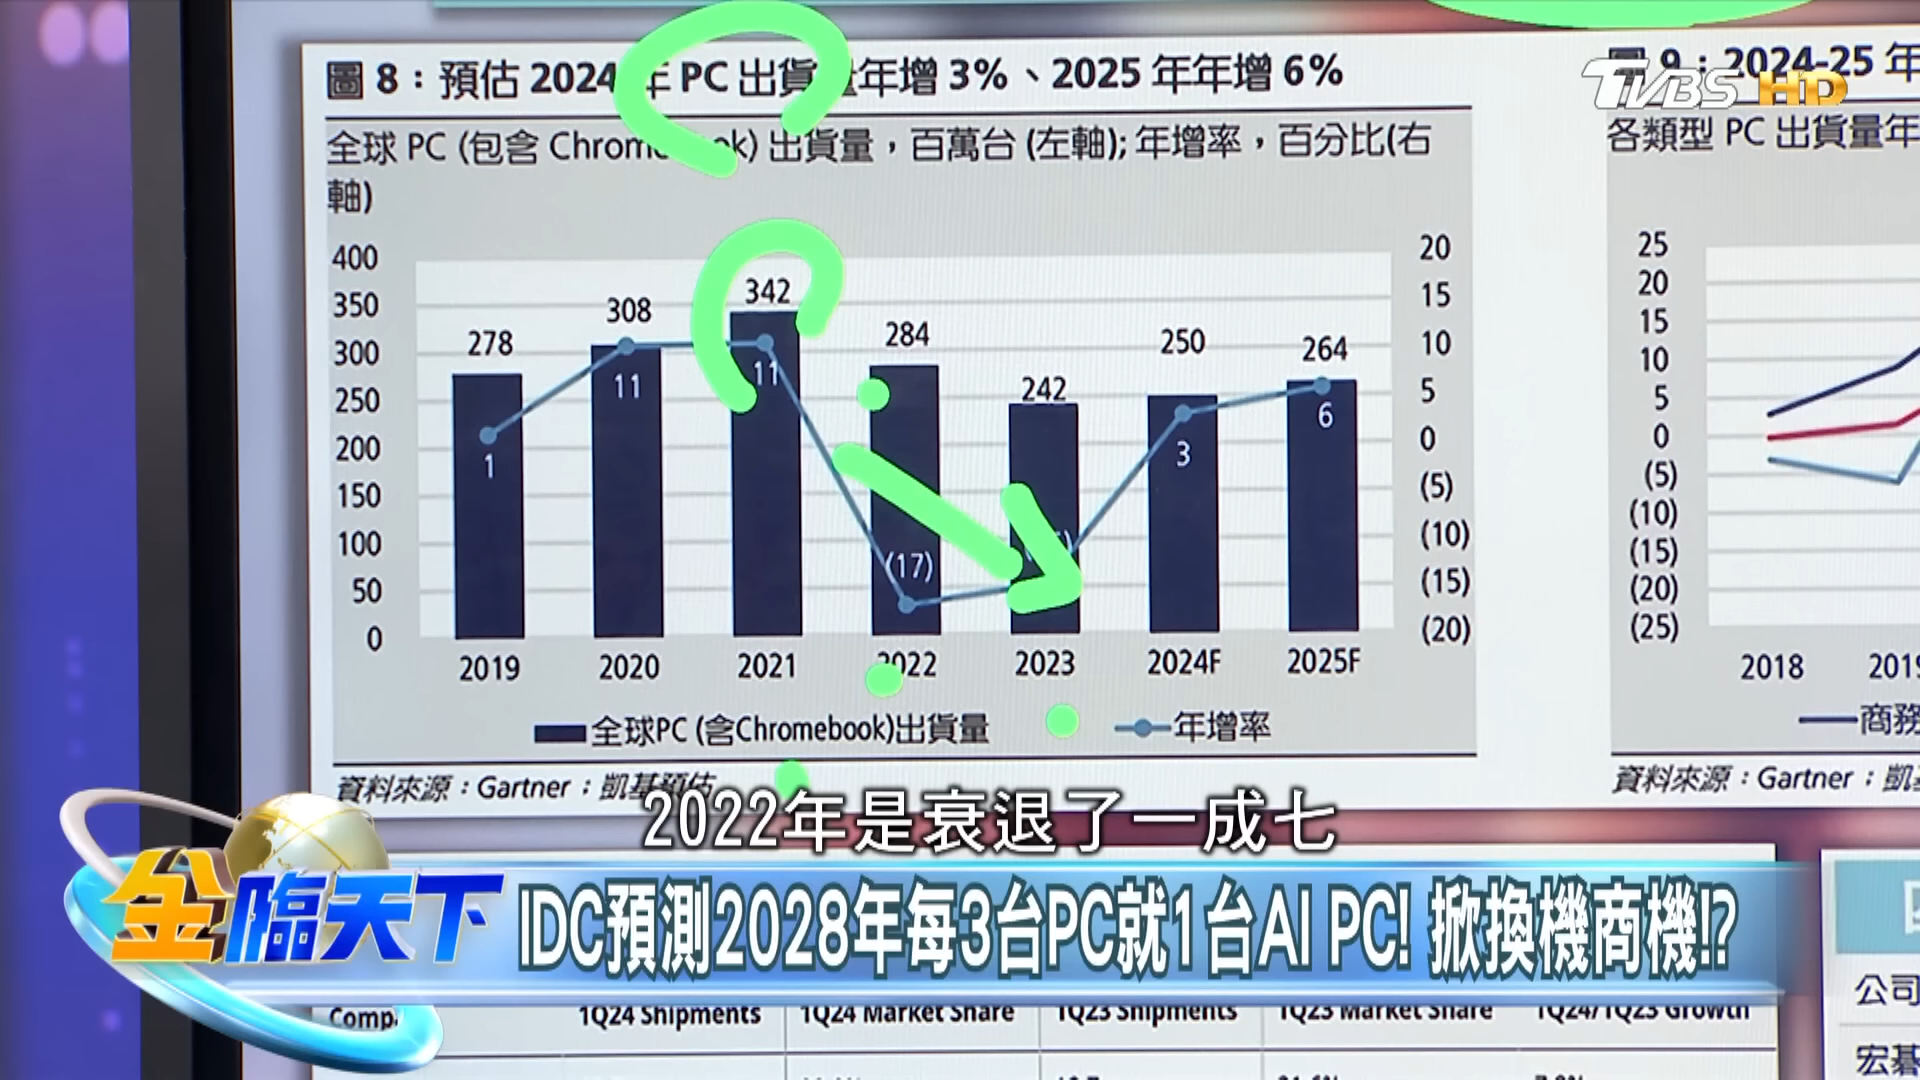 圖 8：預估 2024 年 PC 出貨量年增 3%、2025 年年增 6%
全球 PC (包含 Chromebook) 出貨量，百萬台 (左軸); 年增率，百分比(右
軸)
400
350
300
250
200
150
100
50
0
278
308
342
284
242
250
264
1
11
11
(17)
3
6
20
15
10
5
0
(5)
(10)
(15)
(20)
2019 2020 2021 2022 2023 2024F 2025F
全球PC (含Chromebook)出貨量 年增率
資料來源：Gartner；凱基預估
圖 9：2024-25 年
TVBS HD
各類型 PC 出貨量年
25
20
15
10
5
0
(5)
(10)
(15)
(20)
(25)
2018 2019
商務
資料來源：Gartner；凱
2022年是衰退了一成七
金臨天下
IDC預測2028年每3台PC就1台AI PC! 掀換機商機!?
1Q24 Shipments 1Q24 Market Share 1Q23 Shipments 1Q23 Market Share 1Q24/1Q23 Growth
公司
宏碁